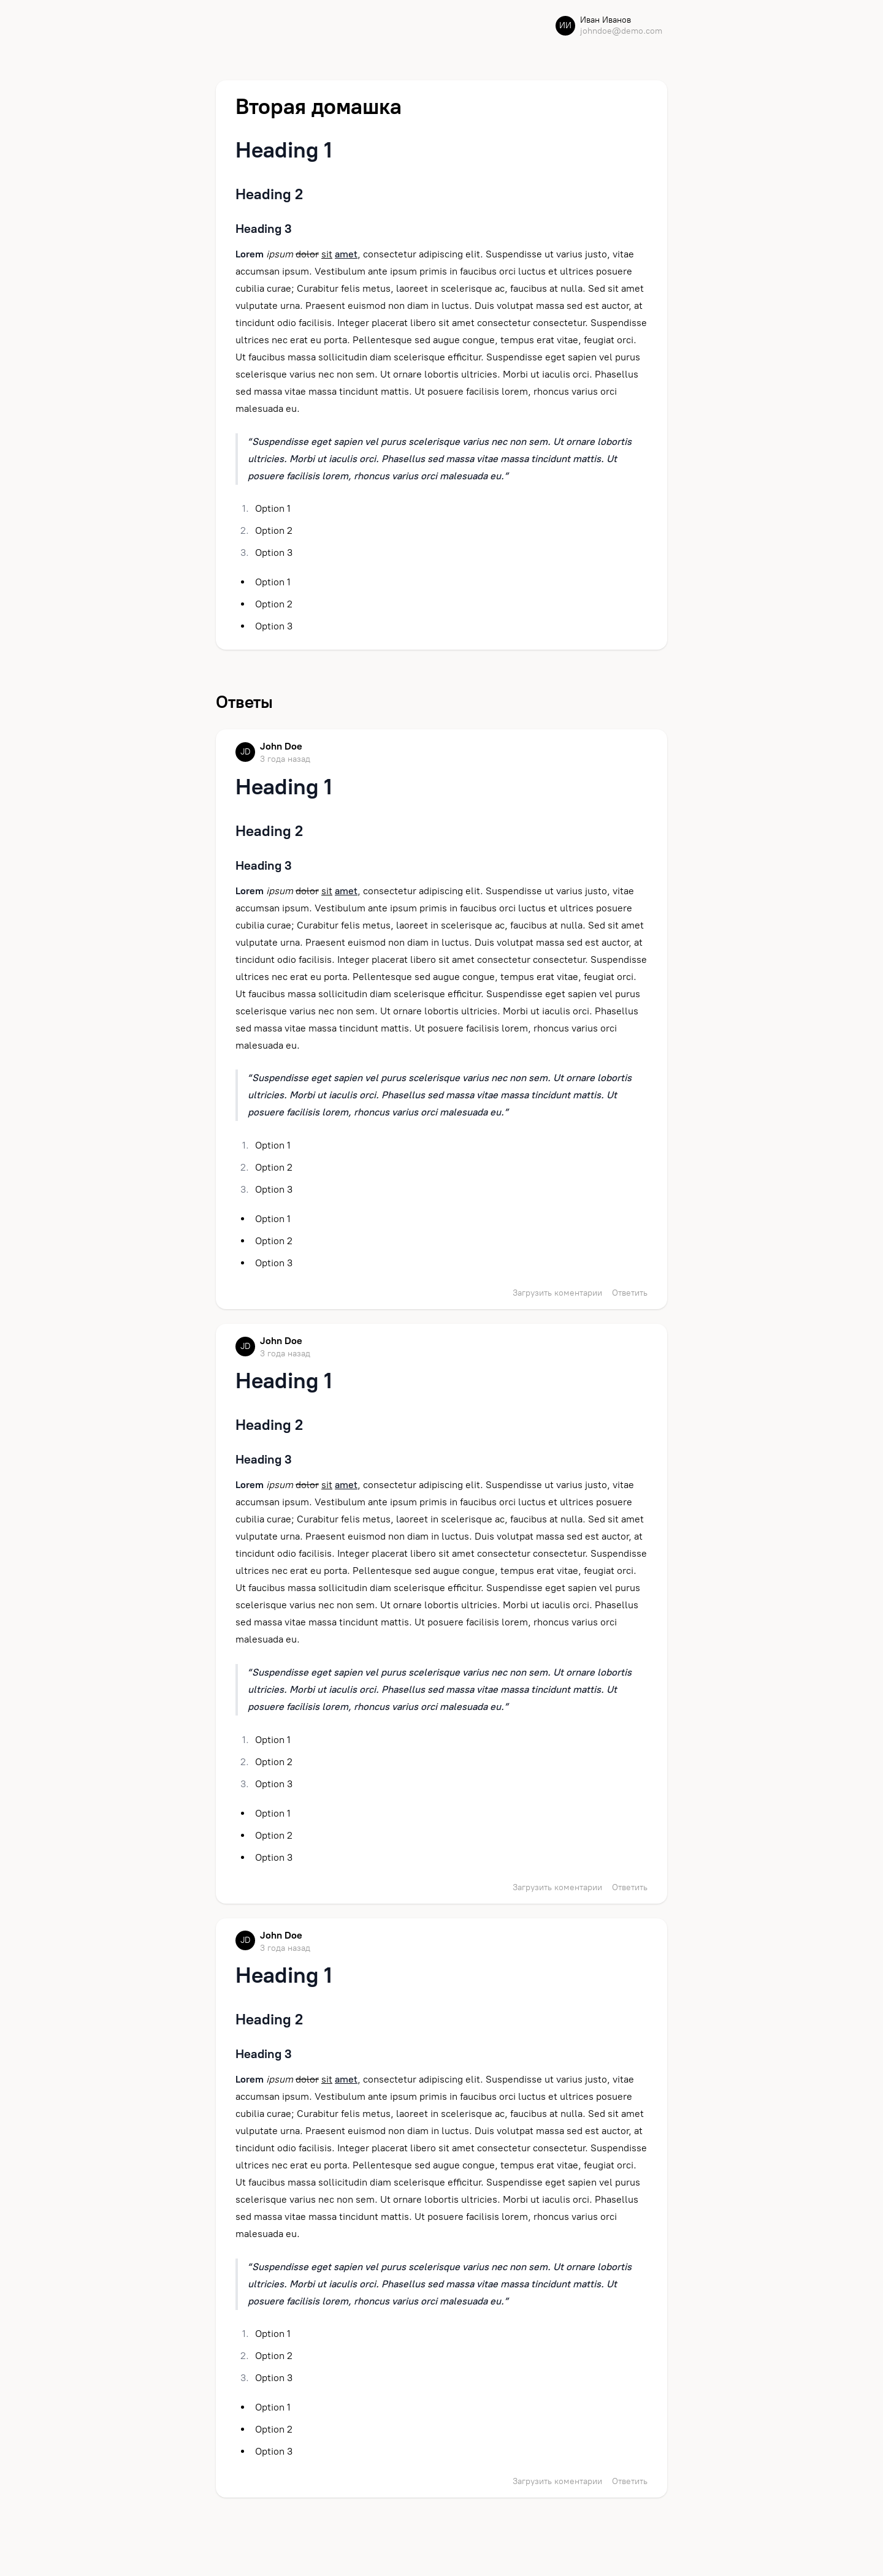 ИИ
Иван Иванов
johndoe@demo.com
Вторая домашка
Heading 1
Heading 2
Heading 3
Lorem ipsum dolor sit amet, consectetur adipiscing elit. Suspendisse ut varius justo, vitae
accumsan ipsum. Vestibulum ante ipsum primis in faucibus orci luctus et ultrices posuere
cubilia curae; Curabitur felis metus, laoreet in scelerisque ac, faucibus at nulla. Sed sit amet
vulputate urna. Praesent euismod non diam in luctus. Duis volutpat massa sed est auctor, at
tincidunt odio facilisis. Integer placerat libero sit amet consectetur consectetur. Suspendisse
ultrices nec erat eu porta. Pellentesque sed augue congue, tempus erat vitae, feugiat orci.
Ut faucibus massa sollicitudin diam scelerisque efficitur. Suspendisse eget sapien vel purus
scelerisque varius nec non sem. Ut ornare lobortis ultricies. Morbi ut iaculis orci. Phasellus
sed massa vitae massa tincidunt mattis. Ut posuere facilisis lorem, rhoncus varius orci
malesuada eu.
“Suspendisse eget sapien vel purus scelerisque varius nec non sem. Ut ornare lobortis
ultricies. Morbi ut iaculis orci. Phasellus sed massa vitae massa tincidunt mattis. Ut
posuere facilisis lorem, rhoncus varius orci malesuada eu.“
1. Option 1
2. Option 2
3. Option 3
• Option 1
• Option 2
• Option 3
Ответы
JD
John Doe
3 года назад
Heading 1
Heading 2
Heading 3
Lorem ipsum dolor sit amet, consectetur adipiscing elit. Suspendisse ut varius justo, vitae
accumsan ipsum. Vestibulum ante ipsum primis in faucibus orci luctus et ultrices posuere
cubilia curae; Curabitur felis metus, laoreet in scelerisque ac, faucibus at nulla. Sed sit amet
vulputate urna. Praesent euismod non diam in luctus. Duis volutpat massa sed est auctor, at
tincidunt odio facilisis. Integer placerat libero sit amet consectetur consectetur. Suspendisse
ultrices nec erat eu porta. Pellentesque sed augue congue, tempus erat vitae, feugiat orci.
Ut faucibus massa sollicitudin diam scelerisque efficitur. Suspendisse eget sapien vel purus
scelerisque varius nec non sem. Ut ornare lobortis ultricies. Morbi ut iaculis orci. Phasellus
sed massa vitae massa tincidunt mattis. Ut posuere facilisis lorem, rhoncus varius orci
malesuada eu.
“Suspendisse eget sapien vel purus scelerisque varius nec non sem. Ut ornare lobortis
ultricies. Morbi ut iaculis orci. Phasellus sed massa vitae massa tincidunt mattis. Ut
posuere facilisis lorem, rhoncus varius orci malesuada eu.“
1. Option 1
2. Option 2
3. Option 3
• Option 1
• Option 2
• Option 3
Загрузить коментарии Ответить
JD
John Doe
3 года назад
Heading 1
Heading 2
Heading 3
Lorem ipsum dolor sit amet, consectetur adipiscing elit. Suspendisse ut varius justo, vitae
accumsan ipsum. Vestibulum ante ipsum primis in faucibus orci luctus et ultrices posuere
cubilia curae; Curabitur felis metus, laoreet in scelerisque ac, faucibus at nulla. Sed sit amet
vulputate urna. Praesent euismod non diam in luctus. Duis volutpat massa sed est auctor, at
tincidunt odio facilisis. Integer placerat libero sit amet consectetur consectetur. Suspendisse
ultrices nec erat eu porta. Pellentesque sed augue congue, tempus erat vitae, feugiat orci.
Ut faucibus massa sollicitudin diam scelerisque efficitur. Suspendisse eget sapien vel purus
scelerisque varius nec non sem. Ut ornare lobortis ultricies. Morbi ut iaculis orci. Phasellus
sed massa vitae massa tincidunt mattis. Ut posuere facilisis lorem, rhoncus varius orci
malesuada eu.
“Suspendisse eget sapien vel purus scelerisque varius nec non sem. Ut ornare lobortis
ultricies. Morbi ut iaculis orci. Phasellus sed massa vitae massa tincidunt mattis. Ut
posuere facilisis lorem, rhoncus varius orci malesuada eu.“
1. Option 1
2. Option 2
3. Option 3
• Option 1
• Option 2
• Option 3
Загрузить коментарии Ответить
JD
John Doe
3 года назад
Heading 1
Heading 2
Heading 3
Lorem ipsum dolor sit amet, consectetur adipiscing elit. Suspendisse ut varius justo, vitae
accumsan ipsum. Vestibulum ante ipsum primis in faucibus orci luctus et ultrices posuere
cubilia curae; Curabitur felis metus, laoreet in scelerisque ac, faucibus at nulla. Sed sit amet
vulputate urna. Praesent euismod non diam in luctus. Duis volutpat massa sed est auctor, at
tincidunt odio facilisis. Integer placerat libero sit amet consectetur consectetur. Suspendisse
ultrices nec erat eu porta. Pellentesque sed augue congue, tempus erat vitae, feugiat orci.
Ut faucibus massa sollicitudin diam scelerisque efficitur. Suspendisse eget sapien vel purus
scelerisque varius nec non sem. Ut ornare lobortis ultricies. Morbi ut iaculis orci. Phasellus
sed massa vitae massa tincidunt mattis. Ut posuere facilisis lorem, rhoncus varius orci
malesuada eu.
“Suspendisse eget sapien vel purus scelerisque varius nec non sem. Ut ornare lobortis
ultricies. Morbi ut iaculis orci. Phasellus sed massa vitae massa tincidunt mattis. Ut
posuere facilisis lorem, rhoncus varius orci malesuada eu.“
1. Option 1
2. Option 2
3. Option 3
• Option 1
• Option 2
• Option 3
Загрузить коментарии Ответить